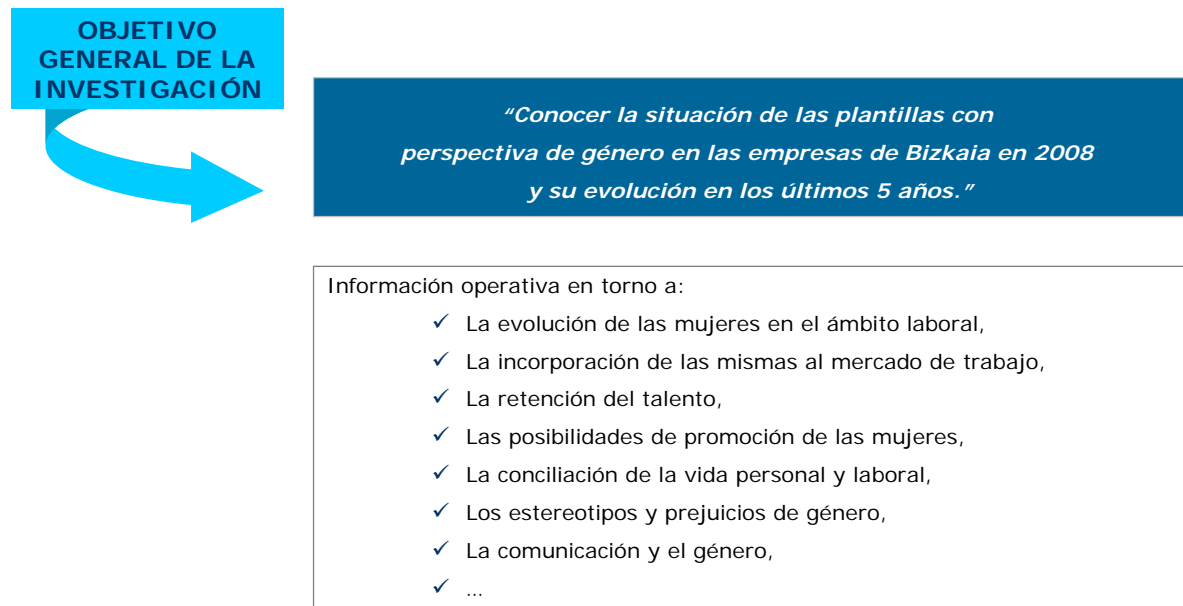 OBJETIVO
GENERAL DE LA
INVESTIGACIÓN
“Conocer la situación de las plantillas con
perspectiva de género en las empresas de Bizkaia en 2008
y su evolución en los últimos 5 años.”
Información operativa en torno a:
✓ La evolución de las mujeres en el ámbito laboral,
✓ La incorporación de las mismas al mercado de trabajo,
✓ La retención del talento,
✓ Las posibilidades de promoción de las mujeres,
✓ La conciliación de la vida personal y laboral,
✓ Los estereotipos y prejuicios de género,
✓ La comunicación y el género,
✓ ...